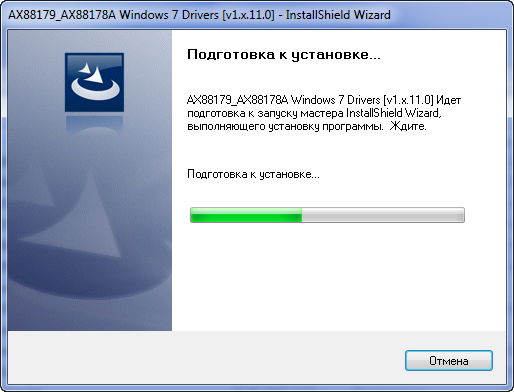 AX88179_AX88178A Windows 7 Drivers [v1.x.11.0] - InstallShield Wizard
Подготовка к установке...
AX88179_AX88178A Windows 7 Drivers [v1.x.11.0] Идет
подготовка к запуску мастера InstallShield Wizard,
выполняющего установку программы. Ждите.
Подготовка к установке...
Отмена